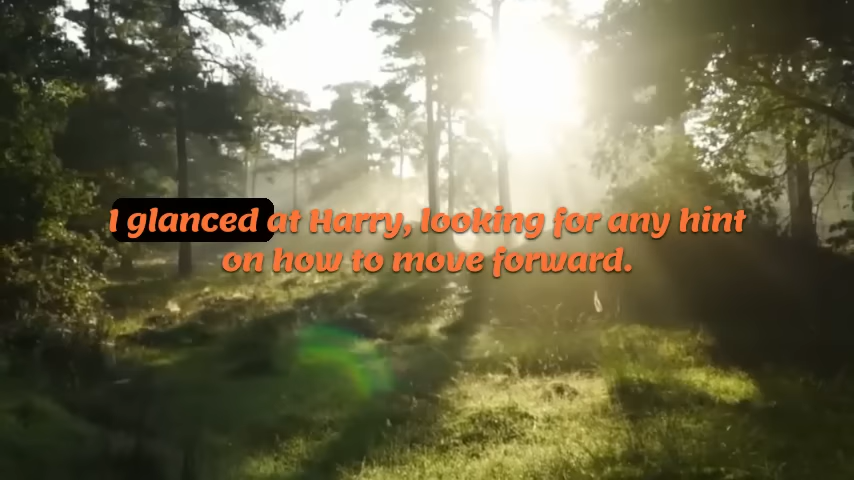 I glanced at Harry, looking for any hint
on how to move forward.